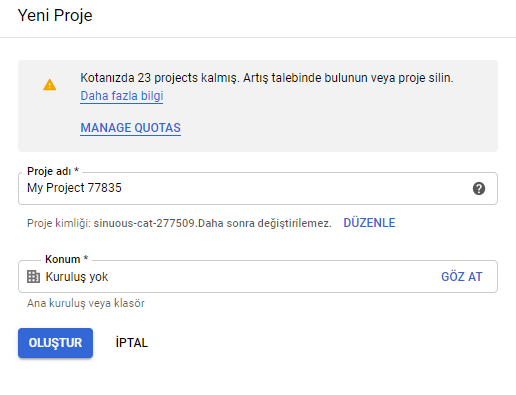 Yeni Proje
Kotanızda 23 projects kalmış. Artış talebinde bulunun veya proje silin.
Daha fazla bilgi
MANAGE QUOTAS
Proje adı *
My Project 77835
Proje kimliği: sinuous-cat-277509.Daha sonra değiştirilemez. DÜZENLE
Konum *
Kuruluş yok GÖZ AT
Ana kuruluş veya klasör
OLUŞTUR İPTAL